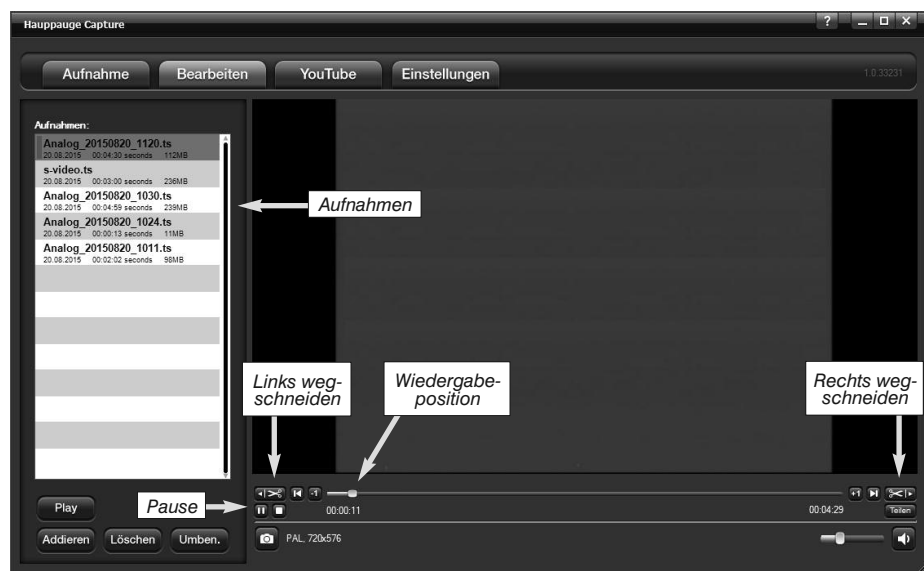 Hauppauge Capture
?
Aufnahme Bearbeiten YouTube Einstellungen
1.0.33231
Aufnahmen:
Analog_20150820_1120.ts
20.08.2015 00:04:30 seconds 112MB
s-video.ts
20.08.2015 00:03:00 seconds 236MB
Analog_20150820_1030.ts
20.08.2015 00:04:59 seconds 239MB
Analog_20150820_1024.ts
20.08.2015 00:00:13 seconds 11MB
Analog_20150820_1011.ts
20.08.2015 00:02:02 seconds 98MB
Aufnahmen
Links weg-
schneiden
Wiedergabe-
position
Rechts weg-
schneiden
-1
+1
Play
Pause
00:00:11
00:04:29
Teilen
Addieren Löschen Umben.
PAL, 720x576